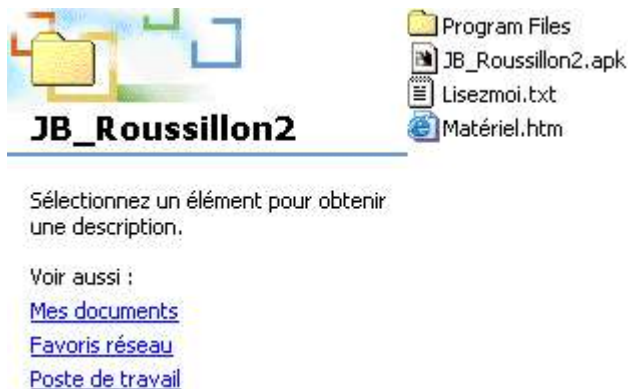 JB_Roussillon2
Sélectionnez un élément pour obtenir
une description.
Voir aussi :
Mes documents
Favoris réseau
Poste de travail
Program Files
JB_Roussillon2.apk
Lisezmoi.txt
Matériel.htm